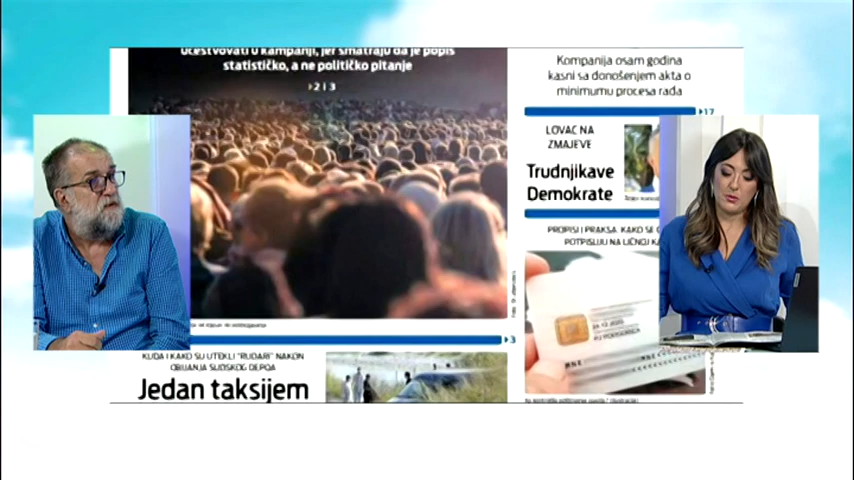 učestvovati u kampanji, jer smatraju da je popis
statističko, a ne političko pitanje
2 i 3
Kompanija osam godina
kasni sa donošenjem akta o
minimumu procesa rada
17
LOVAC NA
ZMAJEVE
Trudnjikave
Demokrate
PROPISI I PRAKSA: KAKO SE
POTPISUJU NA LIČNOJ
3
KUDA I KAKO SU UTEKLI "RUDARI" NAKON
OBIJANJA SUDSKOG DEPOA
Jedan taksijem
MNE